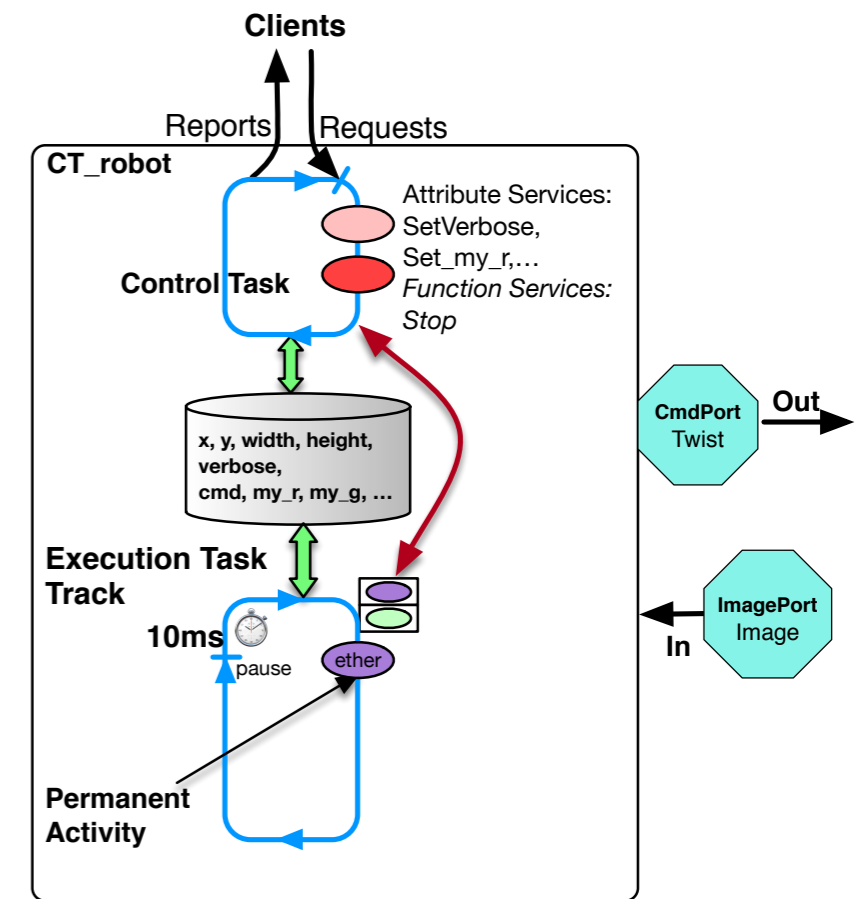 Clients
Reports
Requests
CT_robot
Attribute Services:
SetVerbose,
Set_my_r,...
Function Services:
Stop
Control Task
x, y, width, height,
verbose,
cmd, my_r, my_g, ...
CmdPort
Twist
Out
Execution Task
Track
10ms
pause
ether
ImagePort
Image
In
Permanent
Activity